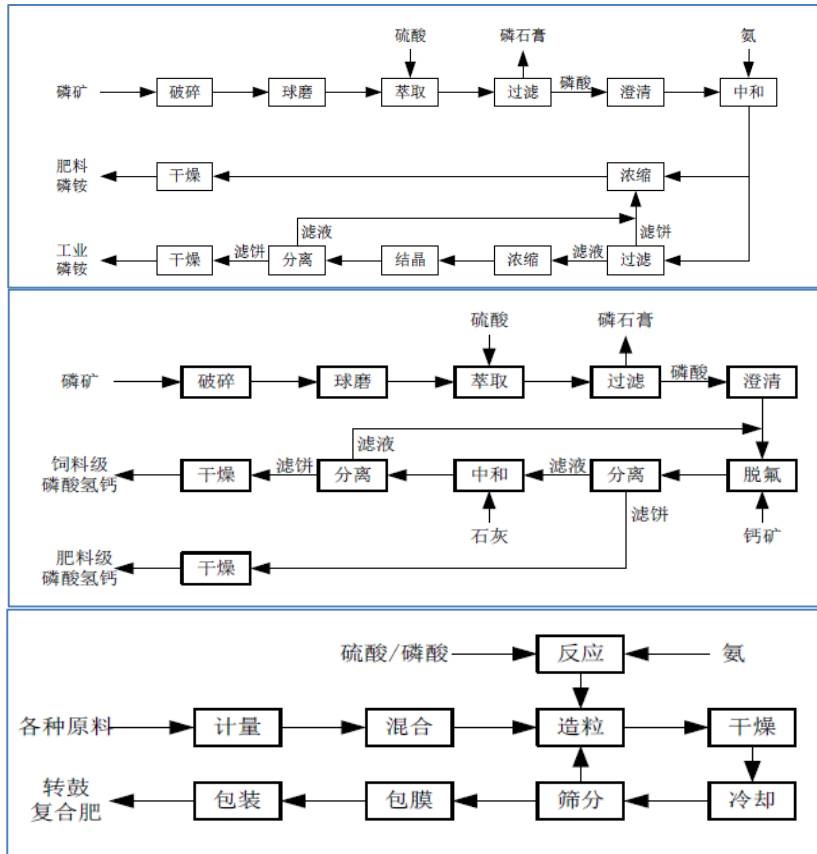 硫酸
磷石膏
氨
磷矿
破碎
球磨
萃取
过滤
磷酸
澄清
中和
肥料
磷铵
干燥
浓缩
滤液
滤饼
工业
磷铵
干燥
滤饼
分离
结晶
浓缩
滤液
过滤
硫酸
磷石膏
磷矿
破碎
球磨
萃取
过滤
磷酸
澄清
滤液
饲料级
磷酸氢钙
干燥
滤饼
分离
中和
滤液
分离
脱氟
滤饼
石灰
钙矿
肥料级
磷酸氢钙
干燥
硫酸/磷酸
反应
氨
各种原料
计量
混合
造粒
干燥
转鼓
复合肥
包装
包膜
筛分
冷却